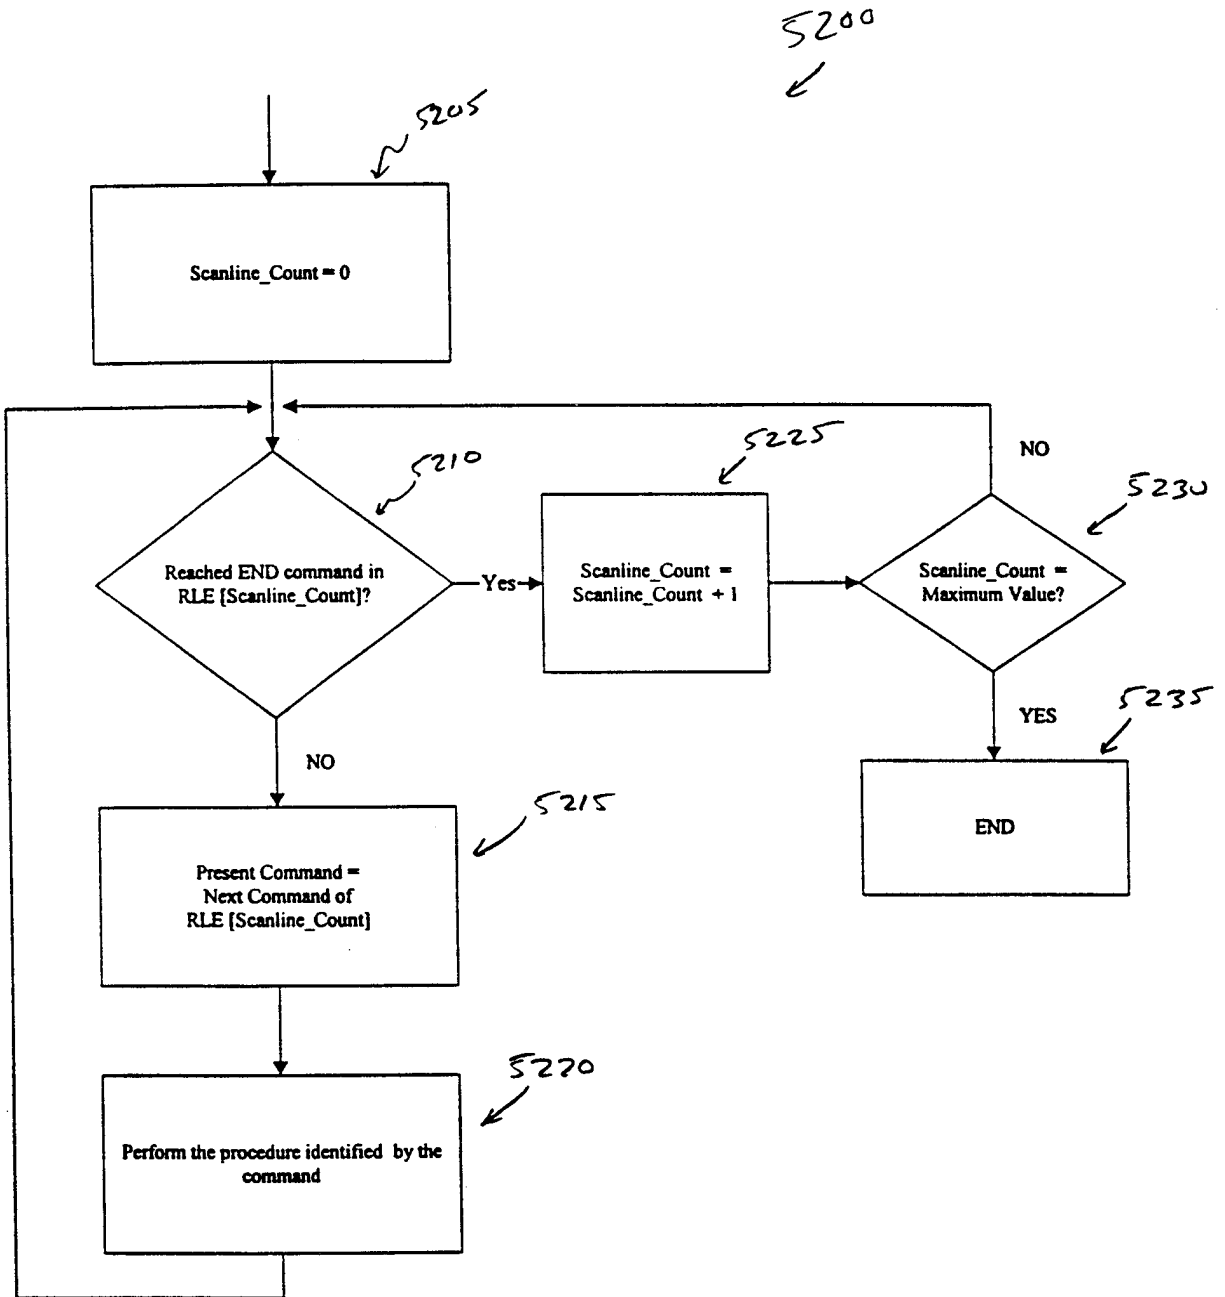 5200
5205
Scanline_Count = 0
NO
5225
5210
5230
Reached END command in
RLE [Scanline_Count]?
Yes
Scanline_Count =
Scanline_Count + 1
Scanline_Count =
Maximum Value?
5235
YES
NO
5215
END
Present Command =
Next Command of
RLE [Scanline_Count]
5220
Perform the procedure identified by the
command